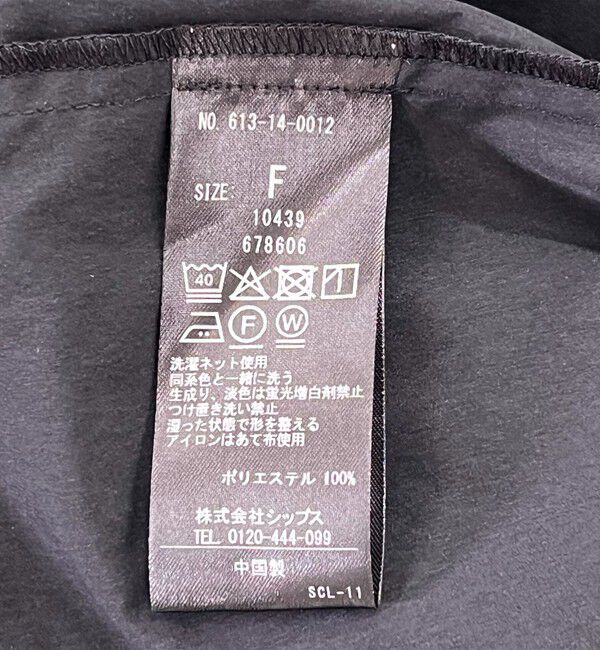 NO. 613-14-0012
SIZE: F
10439
678606
40
F W
洗濯ネット使用
同系色と一緒に洗う
生成り、淡色は蛍光増白剤禁止
つけ置き洗い禁止
湿った状態で形を整える
アイロンはあて布使用
ポリエステル 100%
株式会社シップス
TEL. 0120-444-099
中国製
SCL-11